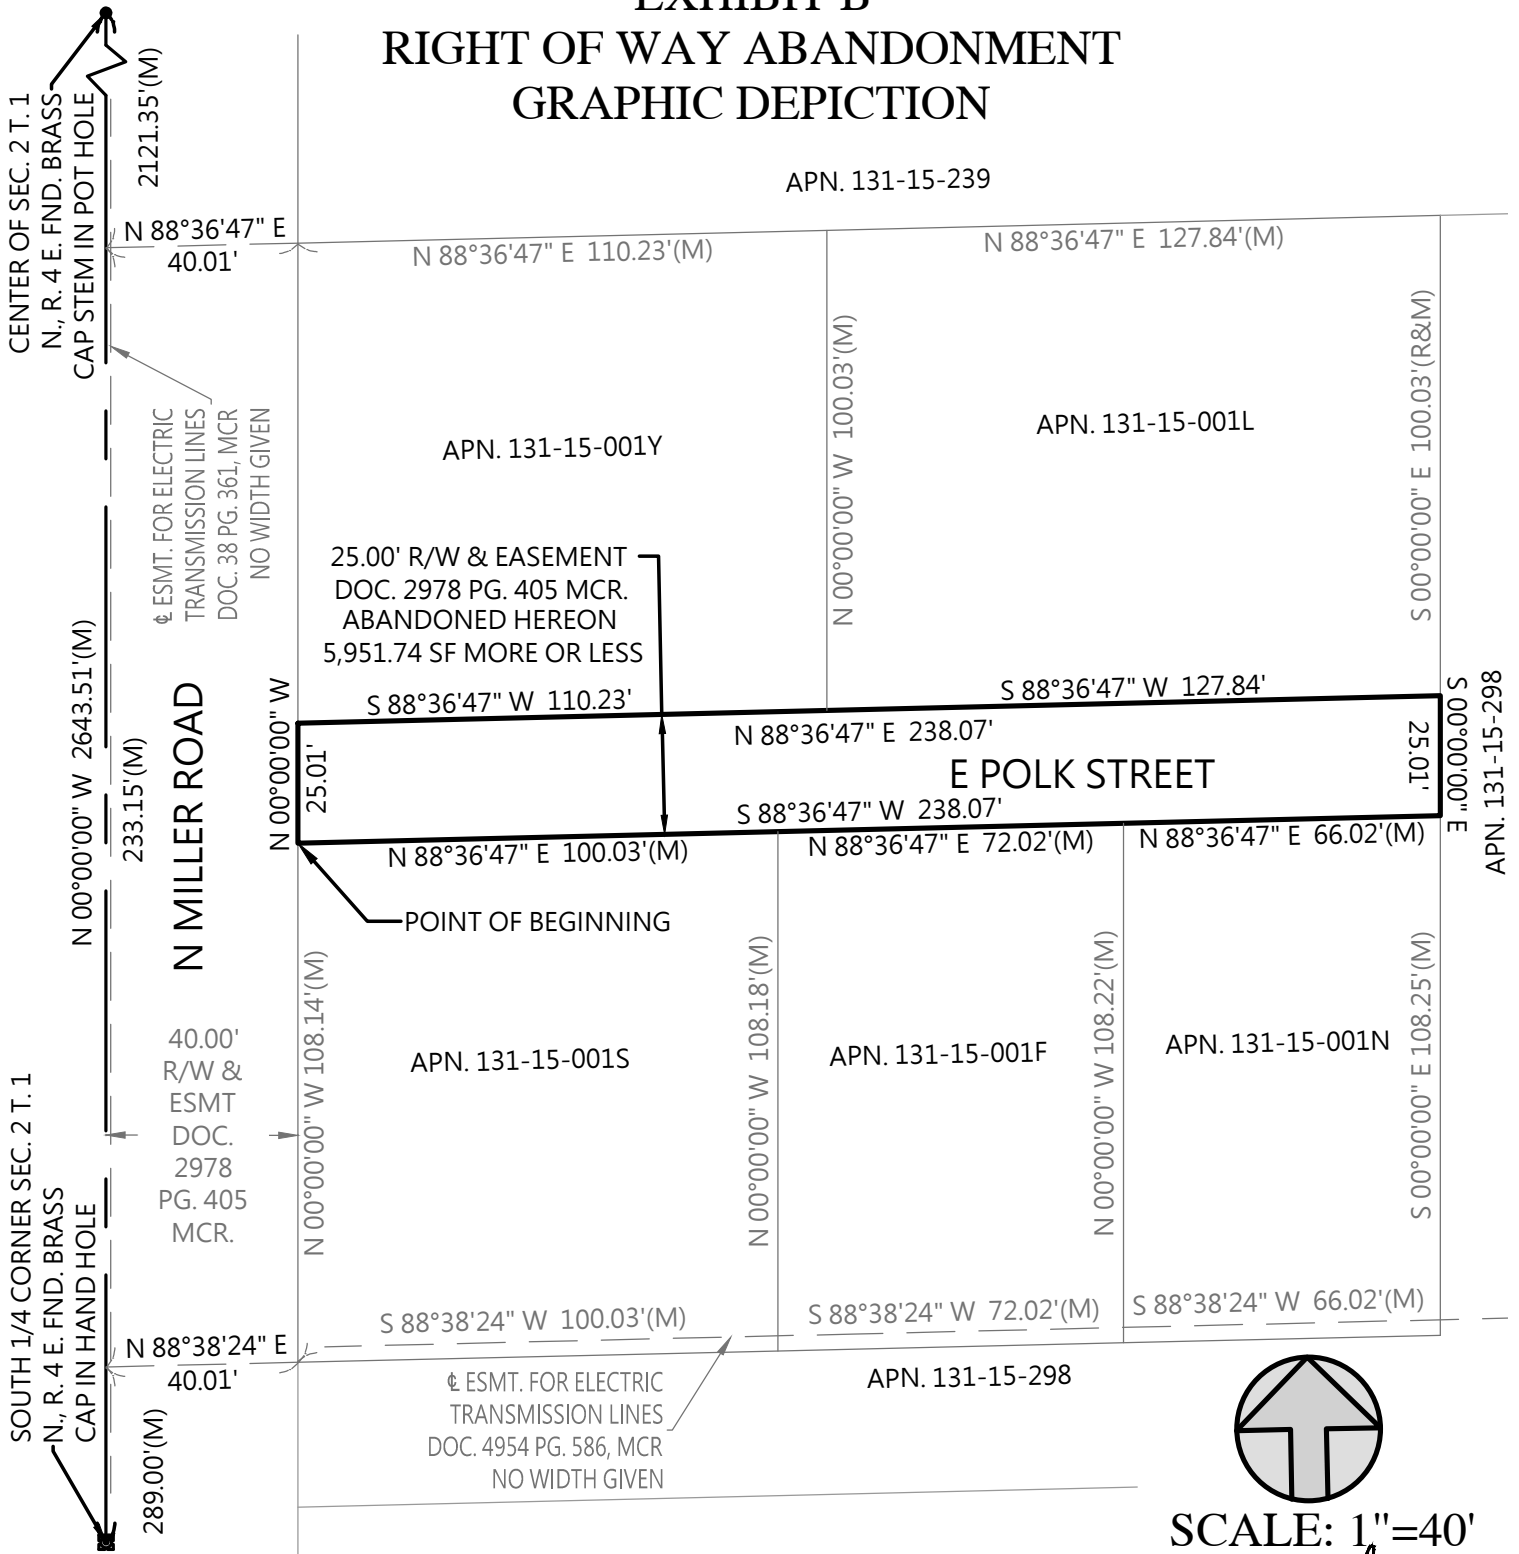 EXHIBIT B
RIGHT OF WAY ABANDONMENT
GRAPHIC DEPICTION
CENTER OF SEC. 2 T. 1
N., R. 4 E. FND. BRASS
CAP STEM IN POT HOLE
2121.35'(M)
APN. 131-15-239
N 88°36'47" E
40.01'
N 88°36'47" E 110.23'(M)
N 88°36'47" E 127.84'(M)
℄ ESMT. FOR ELECTRIC
TRANSMISSION LINES
DOC. 38 PG. 361, MCR
NO WIDTH GIVEN
APN. 131-15-001Y
N 00°00'00" W 100.03'(M)
APN. 131-15-001L
S 00°00'00" E 100.03'(R&M)
25.00' R/W & EASEMENT
DOC. 2978 PG. 405 MCR.
ABANDONED HEREON
5,951.74 SF MORE OR LESS
N 00°00'00" W 2643.51'(M)
233.15'(M)
N MILLER ROAD
N 00°00'00" W
25.01'
S 88°36'47" W 110.23'
S 88°36'47" W 127.84'
N 88°36'47" E 238.07'
E POLK STREET
S 88°36'47" W 238.07'
25.01'
S 00°00'00" E
APN. 131-15-298
N 88°36'47" E 100.03'(M)
N 88°36'47" E 72.02'(M)
N 88°36'47" E 66.02'(M)
POINT OF BEGINNING
40.00'
R/W &
ESMT
DOC.
2978
PG. 405
MCR.
N 00°00'00" W 108.14'(M)
APN. 131-15-001S
N 00°00'00" W 108.18'(M)
APN. 131-15-001F
N 00°00'00" W 108.22'(M)
APN. 131-15-001N
S 00°00'00" E 108.25'(M)
SOUTH 1/4 CORNER SEC. 2 T. 1
N., R. 4 E. FND. BRASS
CAP IN HAND HOLE
N 88°38'24" E
40.01'
289.00'(M)
S 88°38'24" W 100.03'(M)
S 88°38'24" W 72.02'(M)
S 88°38'24" W 66.02'(M)
℄ ESMT. FOR ELECTRIC
TRANSMISSION LINES
DOC. 4954 PG. 586, MCR
NO WIDTH GIVEN
APN. 131-15-298
SCALE: 1"=40'